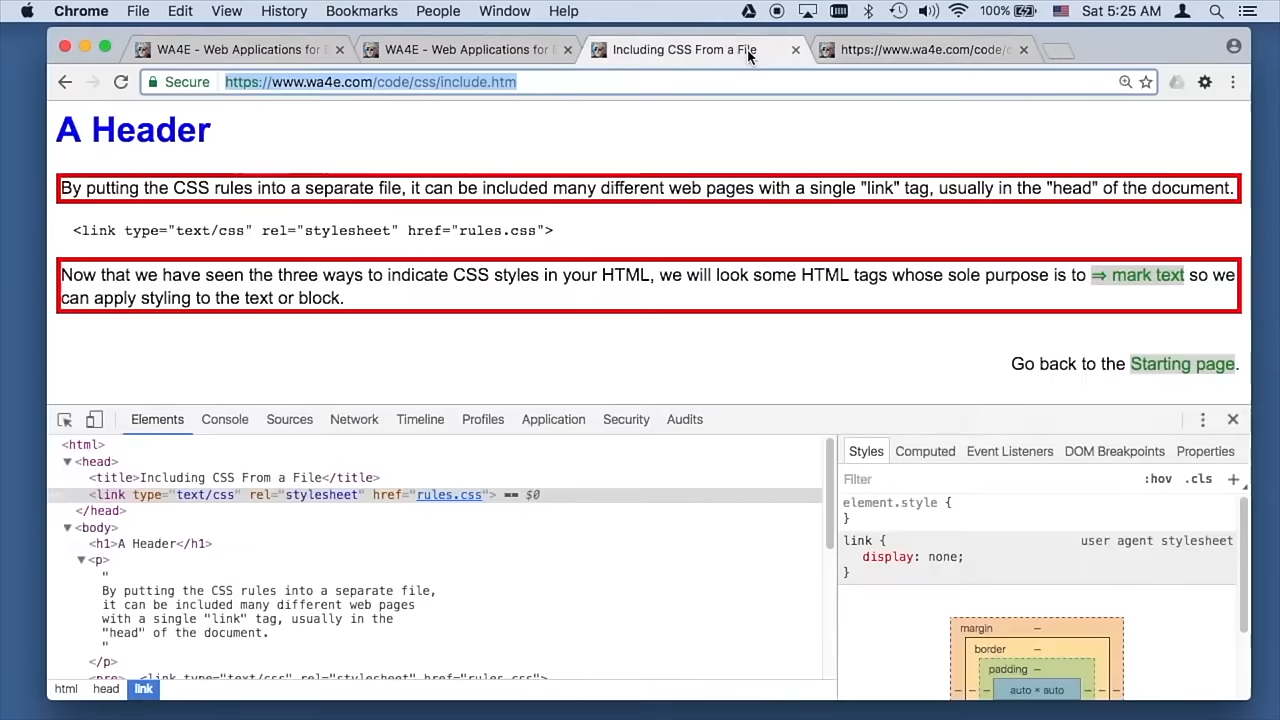 Chrome File Edit View History Bookmarks People Window Help 100% Sat 5:25 AM
WA4E - Web Applications for E WA4E - Web Applications for E Including CSS From a File https://www.wa4e.com/code/c
Secure https://www.wa4e.com/code/css/include.htm
A Header
By putting the CSS rules into a separate file, it can be included many different web pages with a single "link" tag, usually in the "head" of the document.
<link type="text/css" rel="stylesheet" href="rules.css">
Now that we have seen the three ways to indicate CSS styles in your HTML, we will look some HTML tags whose sole purpose is to ⇒ mark text so we
can apply styling to the text or block.
Go back to the Starting page.
Elements Console Sources Network Timeline Profiles Application Security Audits
<html>
<head>
<title>Including CSS From a File</title>
<link type="text/css" rel="stylesheet" href="rules.css"> == $0
</head>
<body>
<h1>A Header</h1>
<p>
"
By putting the CSS rules into a separate file,
it can be included many different web pages
with a single "link" tag, usually in the
"head" of the document.
"
</p>
<pre> <link type="text/css" rel="stylesheet" href="rules.css">
html head link
Styles Computed Event Listeners DOM Breakpoints Properties
Filter :hov .cls +
element.style {
}
link { user agent stylesheet
display: none;
}
margin –
border –
padding –
– – – auto × auto – – –